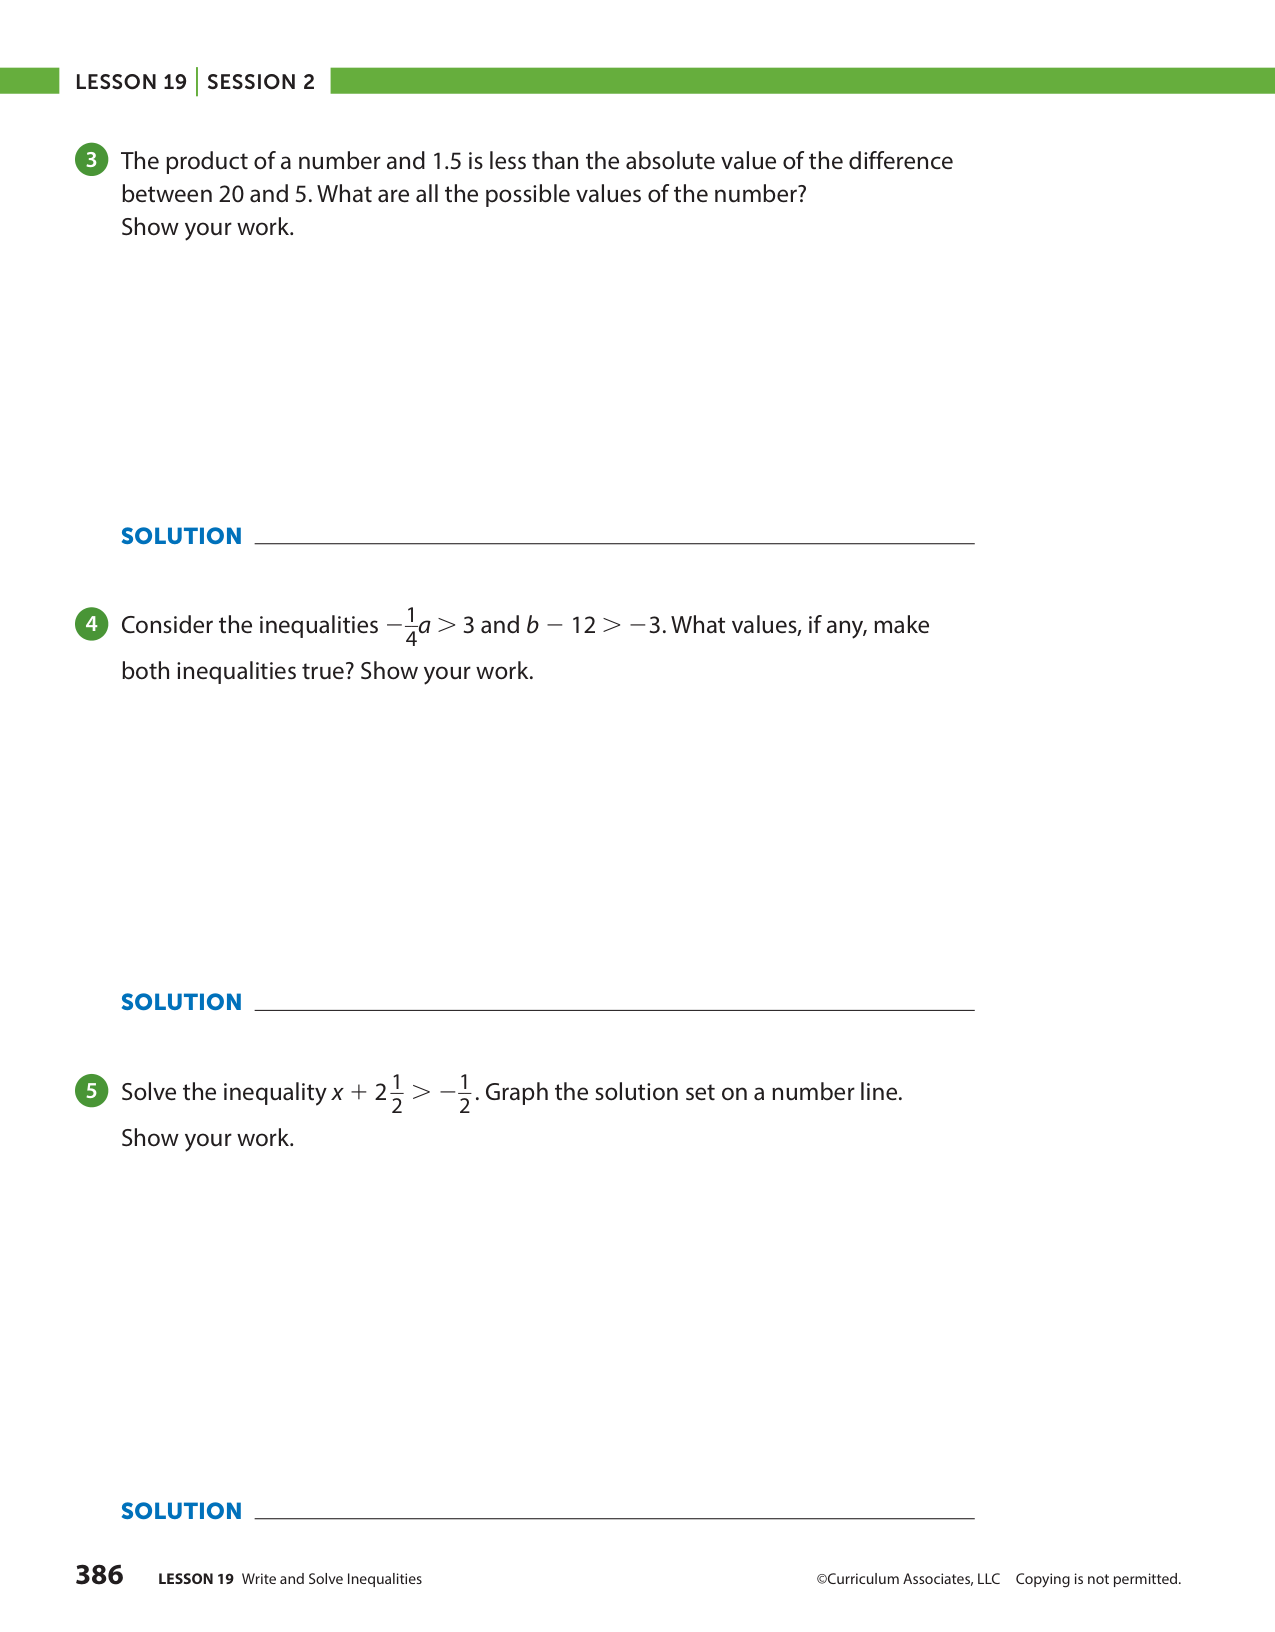 LESSON 19 | SESSION 2
3 The product of a number and 1.5 is less than the absolute value of the difference
between 20 and 5. What are all the possible values of the number?
Show your work.
SOLUTION
4 Consider the inequalities −1/4a > 3 and b − 12 > −3. What values, if any, make
both inequalities true? Show your work.
SOLUTION
5 Solve the inequality x + 2 1/2 > −1/2. Graph the solution set on a number line.
Show your work.
SOLUTION
386 LESSON 19 Write and Solve Inequalities ©Curriculum Associates, LLC Copying is not permitted.